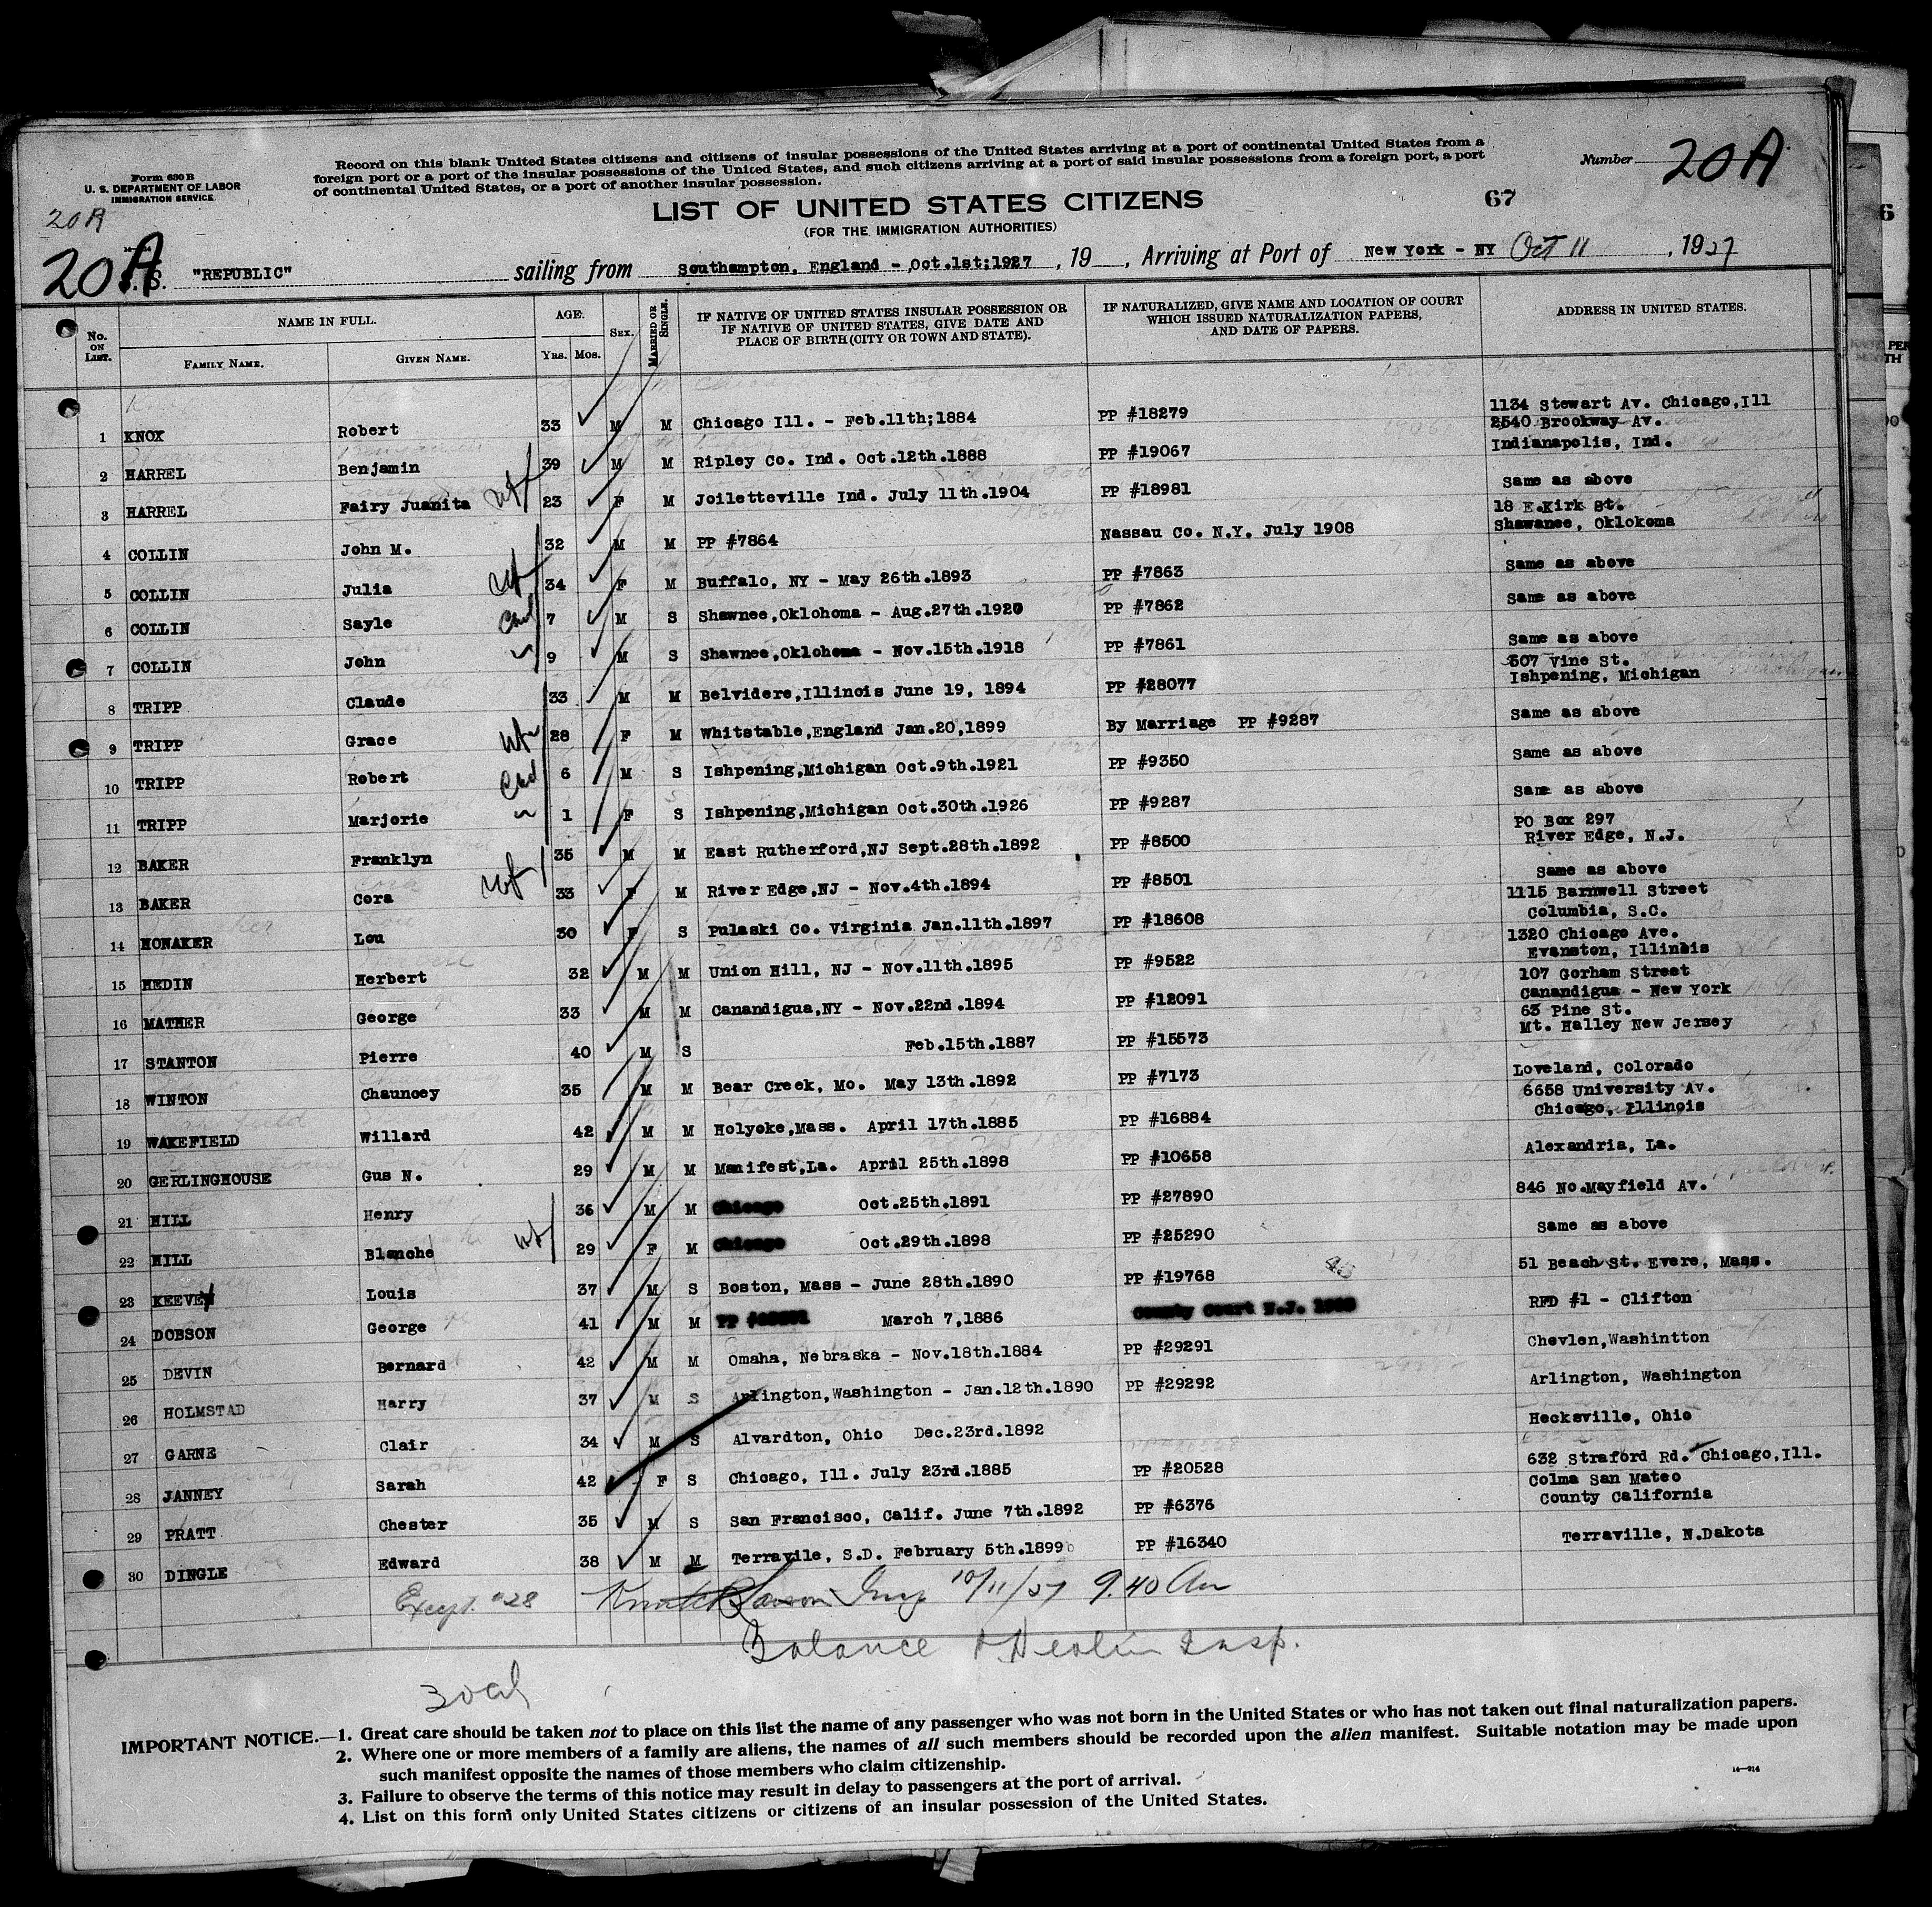 Form 630 B
U. S. DEPARTMENT OF LABOR
IMMIGRATION SERVICE
Record on this blank United States citizens and citizens of insular possessions of the United States arriving at a port of continental United States from a
foreign port or a port of the insular possessions of the United States, and such citizens arriving at a port of said insular possessions from a foreign port, a port
of continental United States, or a port of another insular possession.
Number 20A
20A
LIST OF UNITED STATES CITIZENS
67
(FOR THE IMMIGRATION AUTHORITIES)
20A
S. "REPUBLIC" sailing from Southampton, England - Oct.1st;1927, 19 , Arriving at Port of New York - NY Oct 11, 1927
No. ON LIST. NAME IN FULL. AGE. SEX. MARRIED OR SINGLE. IF NATIVE OF UNITED STATES INSULAR POSSESSION OR IF NATIVE OF UNITED STATES, GIVE DATE AND PLACE OF BIRTH (CITY OR TOWN AND STATE). IF NATURALIZED, GIVE NAME AND LOCATION OF COURT WHICH ISSUED NATURALIZATION PAPERS, AND DATE OF PAPERS. ADDRESS IN UNITED STATES.
FAMILY NAME. GIVEN NAME. Yrs. Mos.
1 KNOX Robert 33 M M Chicago Ill. - Feb.11th;1884 PP #18279 1134 Stewart Av. Chicago,Ill
2540 Brookway Av.
2 HARREL Benjamin 39 M M Ripley Co. Ind. Oct.12th.1888 PP #19067 Indianapolis, Ind.
3 HARREL Fairy Juanita wf 23 F M Joiletteville Ind. July 11th.1904 PP #18981 Same as above
18 E.Kirk St.
4 COLLIN John M. 32 M M PP #7864 Nassau Co. N.Y. July 1908 Shawanee, Oklokoma
5 COLLIN Julia wf 34 F M Buffalo, NY - May 26th.1893 PP #7863 Same as above
6 COLLIN Sayle Chd 7 M S Shawnee,Oklohoma - Aug.27th.1920 PP #7862 Same as above
7 COLLIN John " 9 M S Shawnee,Oklohoma - Nov.15th.1918 PP #7861 Same as above
507 Vine St.
8 TRIPP Claude 33 M M Belvidere,Illinois June 19, 1894 PP #28077 Ishpening, Michigan
9 TRIPP Grace wf 28 F M Whitstable,England Jan.20,1899 By Marriage PP #9287 Same as above
10 TRIPP Robert Chd 6 M S Ishpening,Michigan Oct.9th.1921 PP #9350 Same as above
11 TRIPP Marjorie " 1 F S Ishpening,Michigan Oct.30th.1926 PP #9287 Same as above
PO Box 297
12 BAKER Franklyn 35 M M East Rutherford,NJ Sept.28th.1892 PP #8500 River Edge, N.J.
13 BAKER Cora wf 33 F M River Edge,NJ - Nov.4th.1894 PP #8501 Same as above
1115 Barnwell Street
14 HONAKER Lou 30 F S Pulaski Co. Virginia Jan.11th.1897 PP #18608 Columbia, S.C.
1320 Chicago Ave.
15 HEDIN Herbert 32 M M Union Hill, NJ - Nov.11th.1895 PP #9522 Evanston, Illinois
107 Gorham Street
16 MATHER George 33 M M Canandigua,NY - Nov.22nd.1894 PP #12091 Canandigua - New York
63 Pine St.
17 STANTON Pierre 40 M S Feb.15th.1887 PP #15573 Mt. Halley New Jersey
18 WINTON Chauncey 35 M M Bear Creek, Mo. May 13th.1892 PP #7173 Loveland, Colorado
6658 University Av.
19 WAKEFIELD Willard 42 M M Holyoke,Mass. April 17th.1885 PP #16884 Chicago, Illinois
20 GERLINGHOUSE Gus N. 29 M M Manifest,La. April 25th.1898 PP #10658 Alexandria, La.
21 HILL Henry 36 M M Chicago Oct.25th.1891 PP #27890 846 No.Mayfield Av.
22 HILL Blanche wf 29 F M Chicago Oct.29th.1898 PP #25290 Same as above
23 KEEVEY Louis 37 M S Boston, Mass - June 28th.1890 PP #19768 51 Beach St. Evere, Mass.
24 DOBSON George 41 M M PP March 7,1886 County Court N.J. RFD #1 - Clifton
25 DEVIN Bernard 42 M M Omaha, Nebraska - Nov.18th.1884 PP #29291 Chevlen,Washintton
26 HOLMSTAD Harry 37 M S Arlington,Washington - Jan.12th.1890 PP #29292 Arlington, Washington
27 GARNE Clair 34 M S Alvardton, Ohio Dec.23rd.1892 Hecksville, Ohio
28 JANNEY Sarah 42 F S Chicago, Ill. July 23rd.1885 PP #20528 632 Straford Rd. Chicago,Ill.
Colma San Mateo
29 PRATT Chester 35 M S San Francisco, Calif. June 7th.1892 PP #6376 County California
30 DINGLE Edward 38 M M Terravile, S.D. February 5th.1899 PP #16340 Terraville, N.Dakota
Except #28 10/11/27 9.40 Am
Balance Insp.
IMPORTANT NOTICE.—1. Great care should be taken not to place on this list the name of any passenger who was not born in the United States or who has not taken out final naturalization papers.
2. Where one or more members of a family are aliens, the names of all such members should be recorded upon the alien manifest. Suitable notation may be made upon
such manifest opposite the names of those members who claim citizenship.
3. Failure to observe the terms of this notice may result in delay to passengers at the port of arrival.
4. List on this form only United States citizens or citizens of an insular possession of the United States.
14—214